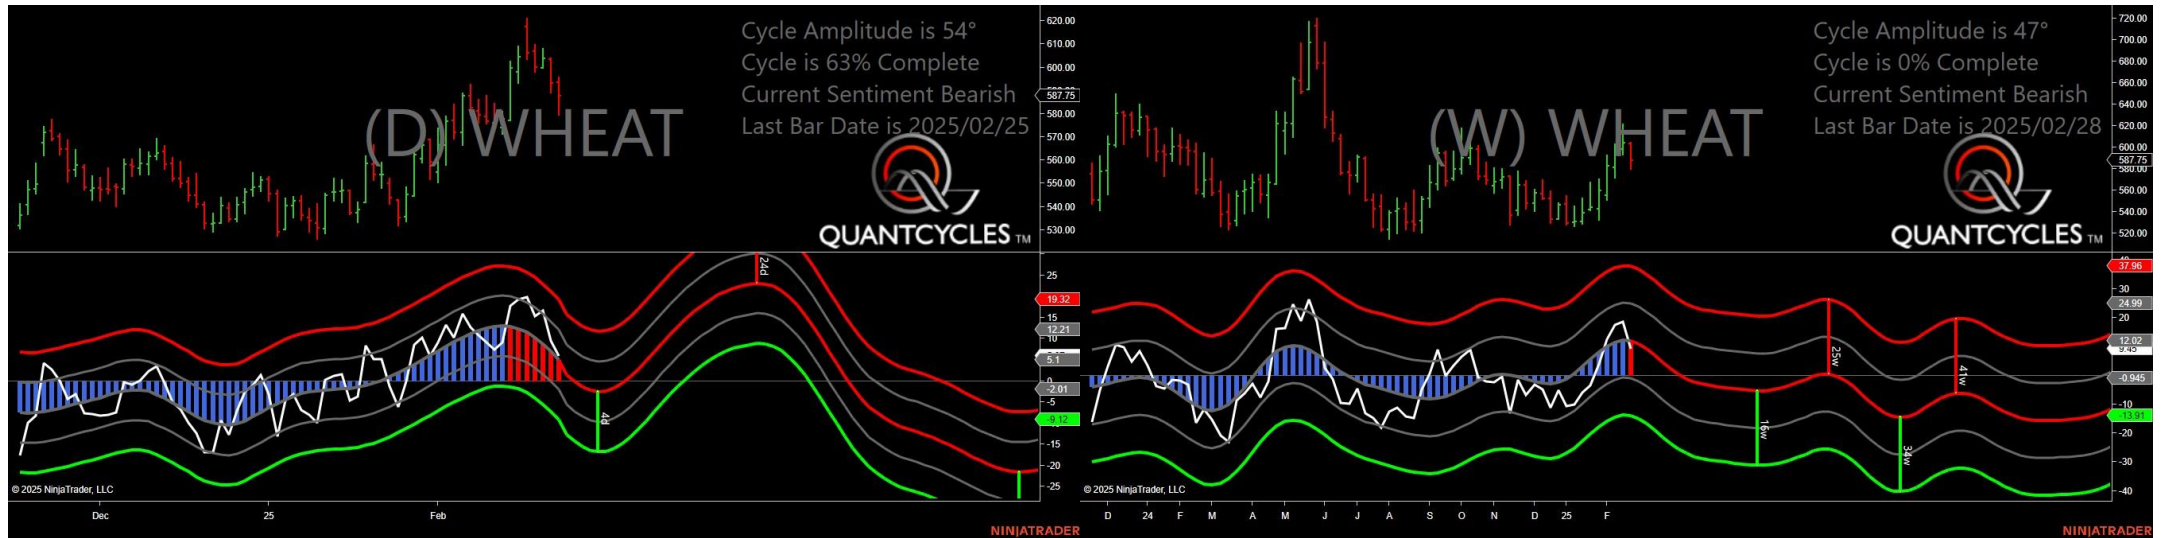 Cycle Amplitude is 54°
Cycle is 63% Complete
Current Sentiment Bearish
Last Bar Date is 2025/02/25
(D) WHEAT
QUANTCYCLES TM
620.00
610.00
600.00
587.75
580.00
570.00
560.00
550.00
540.00
530.00
24d
4d
25
19.32
15
12.21
10
5.1
0
-2.01
-5
-9.12
-15
-20
-25
© 2025 NinjaTrader, LLC
Dec
25
Feb
NINJATRADER
Cycle Amplitude is 47°
Cycle is 0% Complete
Current Sentiment Bearish
Last Bar Date is 2025/02/28
(W) WHEAT
QUANTCYCLES TM
720.00
700.00
680.00
660.00
640.00
620.00
600.00
587.75
580.00
560.00
540.00
520.00
25w
41w
16w
34w
37.96
30
24.99
20
12.02
9.45
-0.945
-10
-13.91
-20
-30
-40
© 2025 NinjaTrader, LLC
D
24
F
M
A
M
J
J
A
S
O
N
D
25
F
NINJATRADER